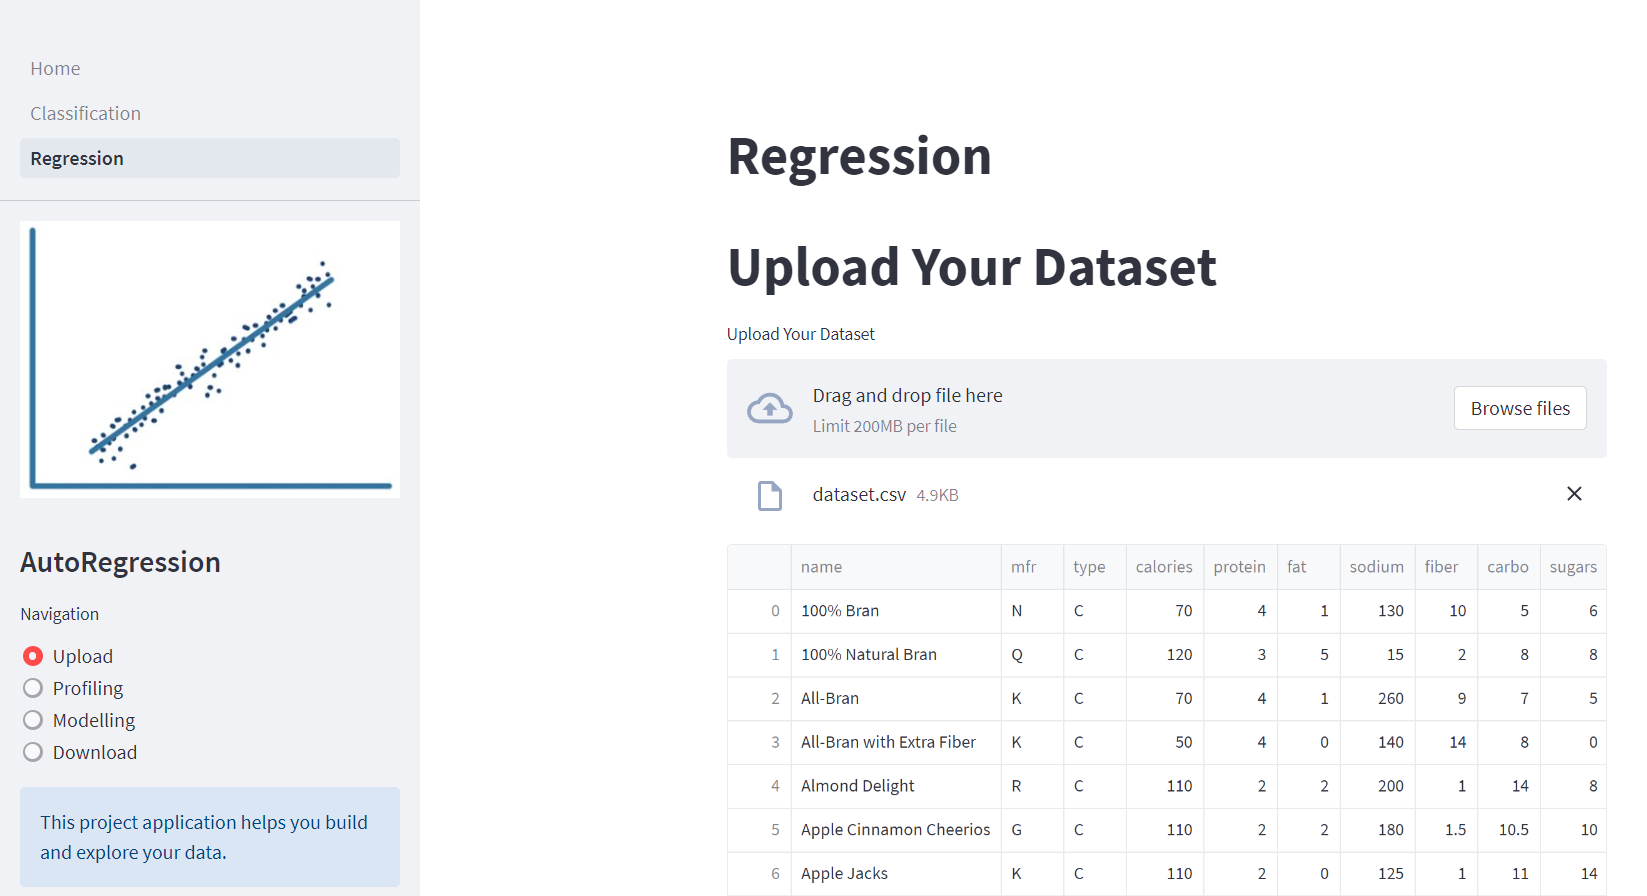 Home
Classification
Regression
AutoRegression
Navigation
Upload
Profiling
Modelling
Download
This project application helps you build
and explore your data.
Regression
Upload Your Dataset
Upload Your Dataset
Drag and drop file here
Limit 200MB per file
Browse files
dataset.csv 4.9KB
name mfr type calories protein fat sodium fiber carbo sugars
0 100% Bran N C 70 4 1 130 10 5 6
1 100% Natural Bran Q C 120 3 5 15 2 8 8
2 All-Bran K C 70 4 1 260 9 7 5
3 All-Bran with Extra Fiber K C 50 4 0 140 14 8 0
4 Almond Delight R C 110 2 2 200 1 14 8
5 Apple Cinnamon Cheerios G C 110 2 2 180 1.5 10.5 10
6 Apple Jacks K C 110 2 0 125 1 11 14